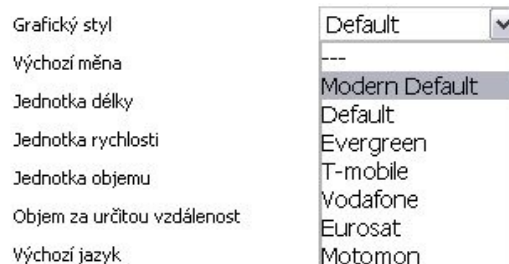 Grafický styl Default
Výchozí měna ---
Modern Default
Jednotka délky
Default
Jednotka rychlosti Evergreen
Jednotka objemu T-mobile
Vodafone
Objem za určitou vzdálenost
Eurosat
Výchozí jazyk Motomon